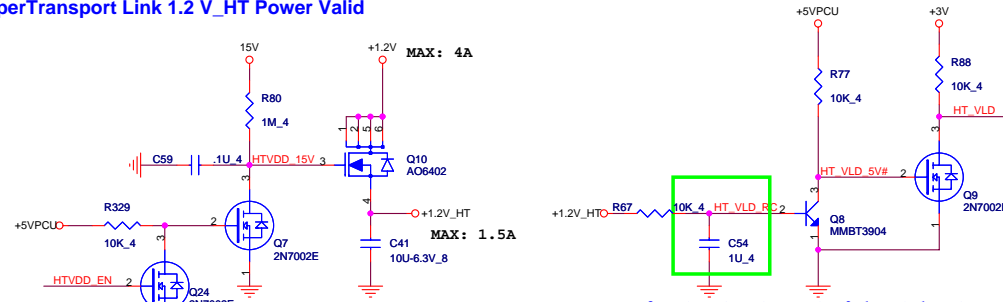 perTransport Link 1.2 V_HT Power Valid
15V
+1.2V
MAX: 4A
R80
1M_4
1
2
5
6
C59
.1U_4
HTVDD_15V
3
Q10
AO6402
4
+1.2V_HT
MAX: 1.5A
C41
10U-6.3V_8
+5VPCU
R329
10K_4
2
3
Q7
2N7002E
1
HTVDD_EN
2
3
Q24
+5VPCU
+3V
R77
10K_4
R88
10K_4
HT_VLD
3
HT_VLD_5V#
2
Q9
2N7002E
1
+1.2V_HT
R67
10K_4
HT_VLD_RC
2
3
Q8
MMBT3904
1
C54
1U_4